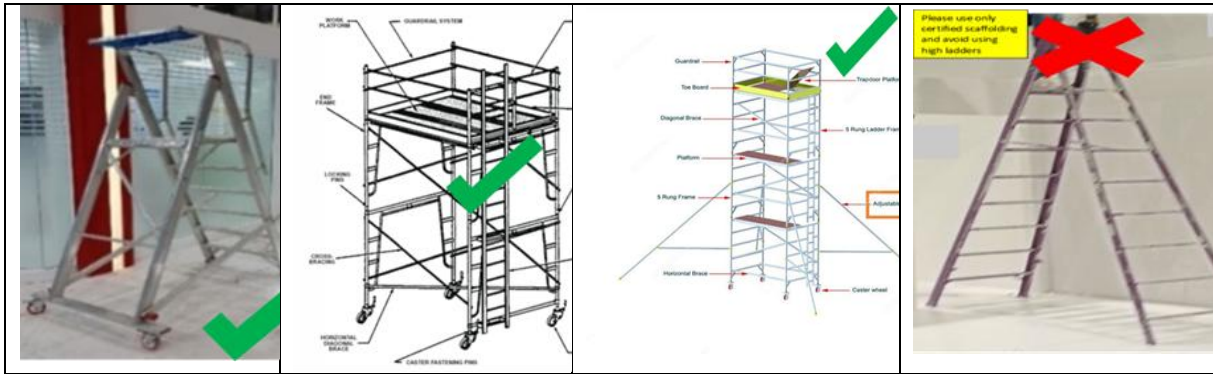 WORK
PLATFORM
GUARDRAIL SYSTEM
END
FRAME
LOCKING
PINS
CROSS-
BRACING
HORIZONTAL
DIAGONAL
BRACE
CASTER FASTENING PINS
Guardrail
Trapdoor Platfo
Toe Board
Diagonal Brace
5 Rung Ladder Fram
Platform
5 Rung Frame
Adjustabl
Horizontal Brace
Caster wheel
Please use only
certified scaffolding
and avoid using
high ladders